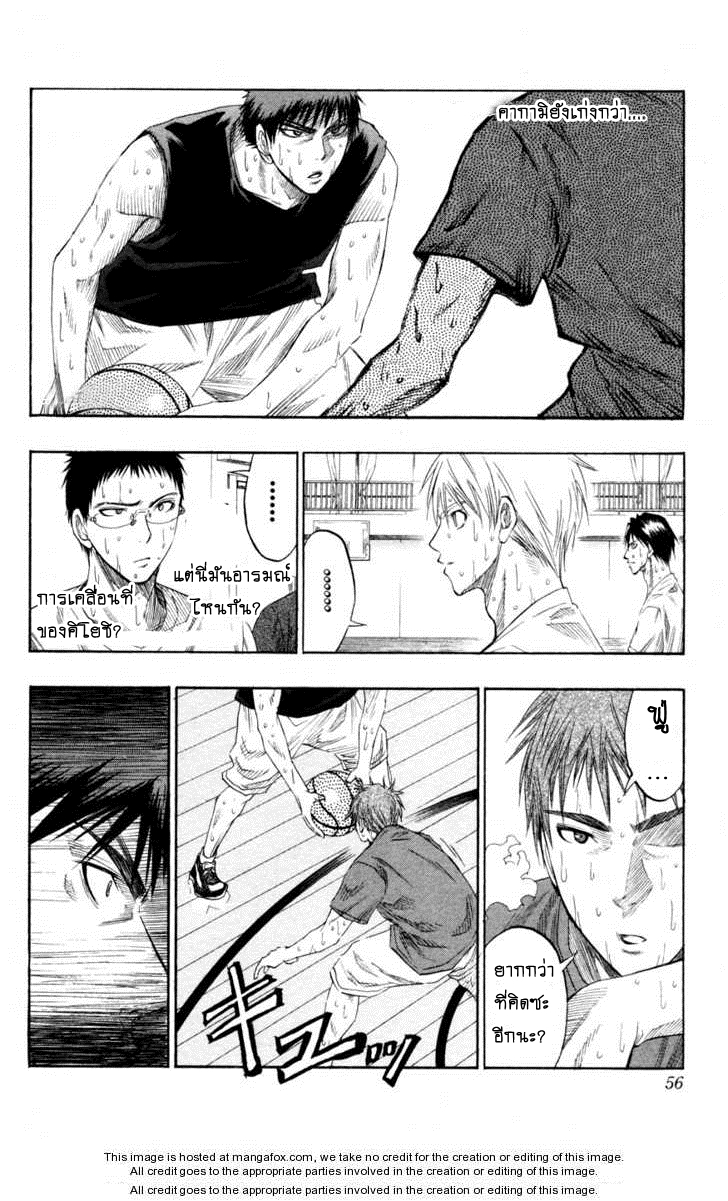 คากามิยังเก่งกว่า....
......
......
แต่นี่มันอารมณ์
ไหนกัน?
การเคลื่อนที่
ของคิโยชิ?
ฟู่
...
ยากกว่า
ที่คิดซะ
อีกนะ?
キュッ
56
This image is hosted at mangafox.com, we take no credit for the creation or editing of this image.
All credit goes to the appropriate parties involved in the creation or editing of this image.
All credit goes to the appropriate parties involved in the creation or editing of this image.